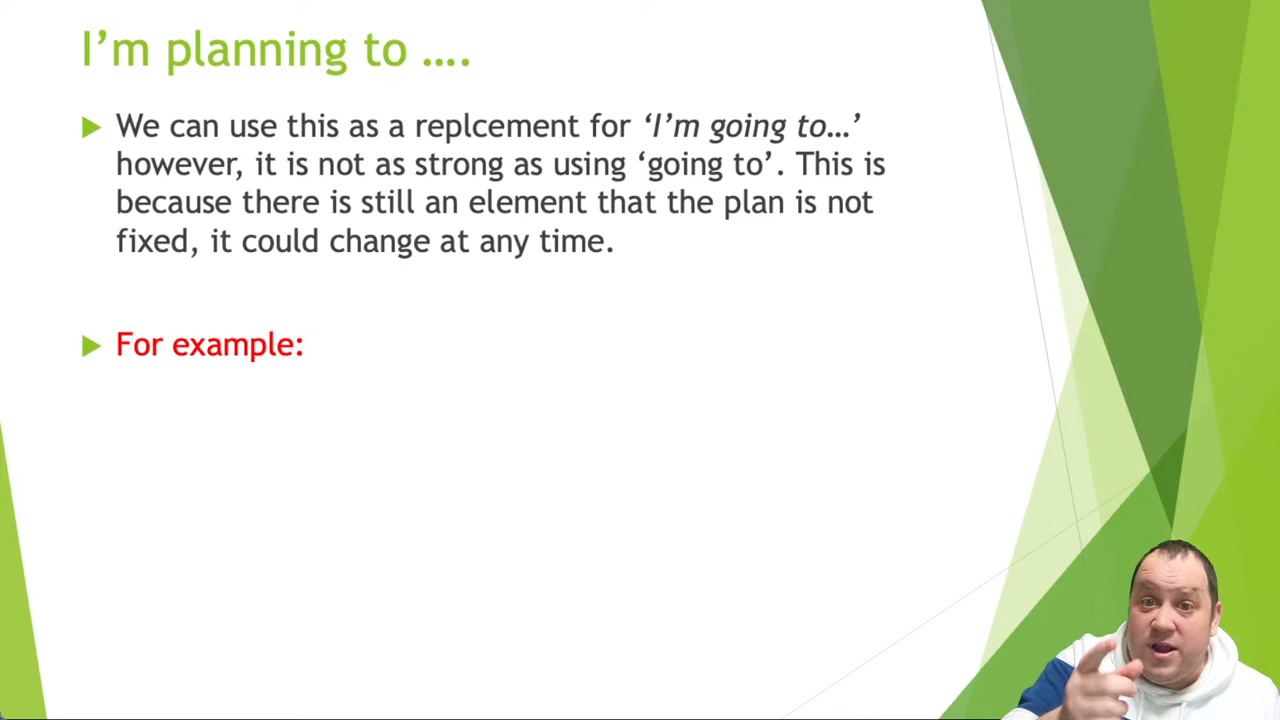 I’m planning to ….
We can use this as a replcement for ‘I’m going to…’
however, it is not as strong as using ‘going to’. This is
because there is still an element that the plan is not
fixed, it could change at any time.
For example: